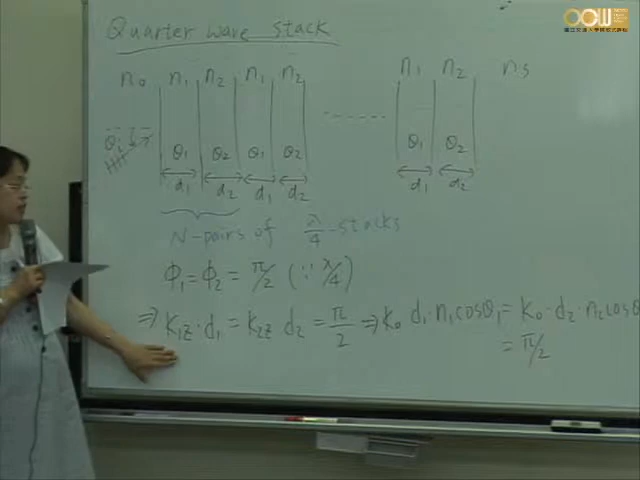 OCW
Quarter wave stack
n₀ n₁ n₂ n₁ n₂ ...... n₁ n₂ ns
θ₁ θ₂ θ₁ θ₂ θ₁ θ₂
d₁ d₂ d₁ d₂ d₁ d₂
N-pairs of λ/4-stacks
Φ₁ = Φ₂ = π/2 (∵ λ/4)
⇒ k₁z · d₁ = k₂z d₂ = π/2 ⇒ k₀ d₁ · n₁ cosθ₁ = k₀ · d₂ · n₂ cosθ
= π/2